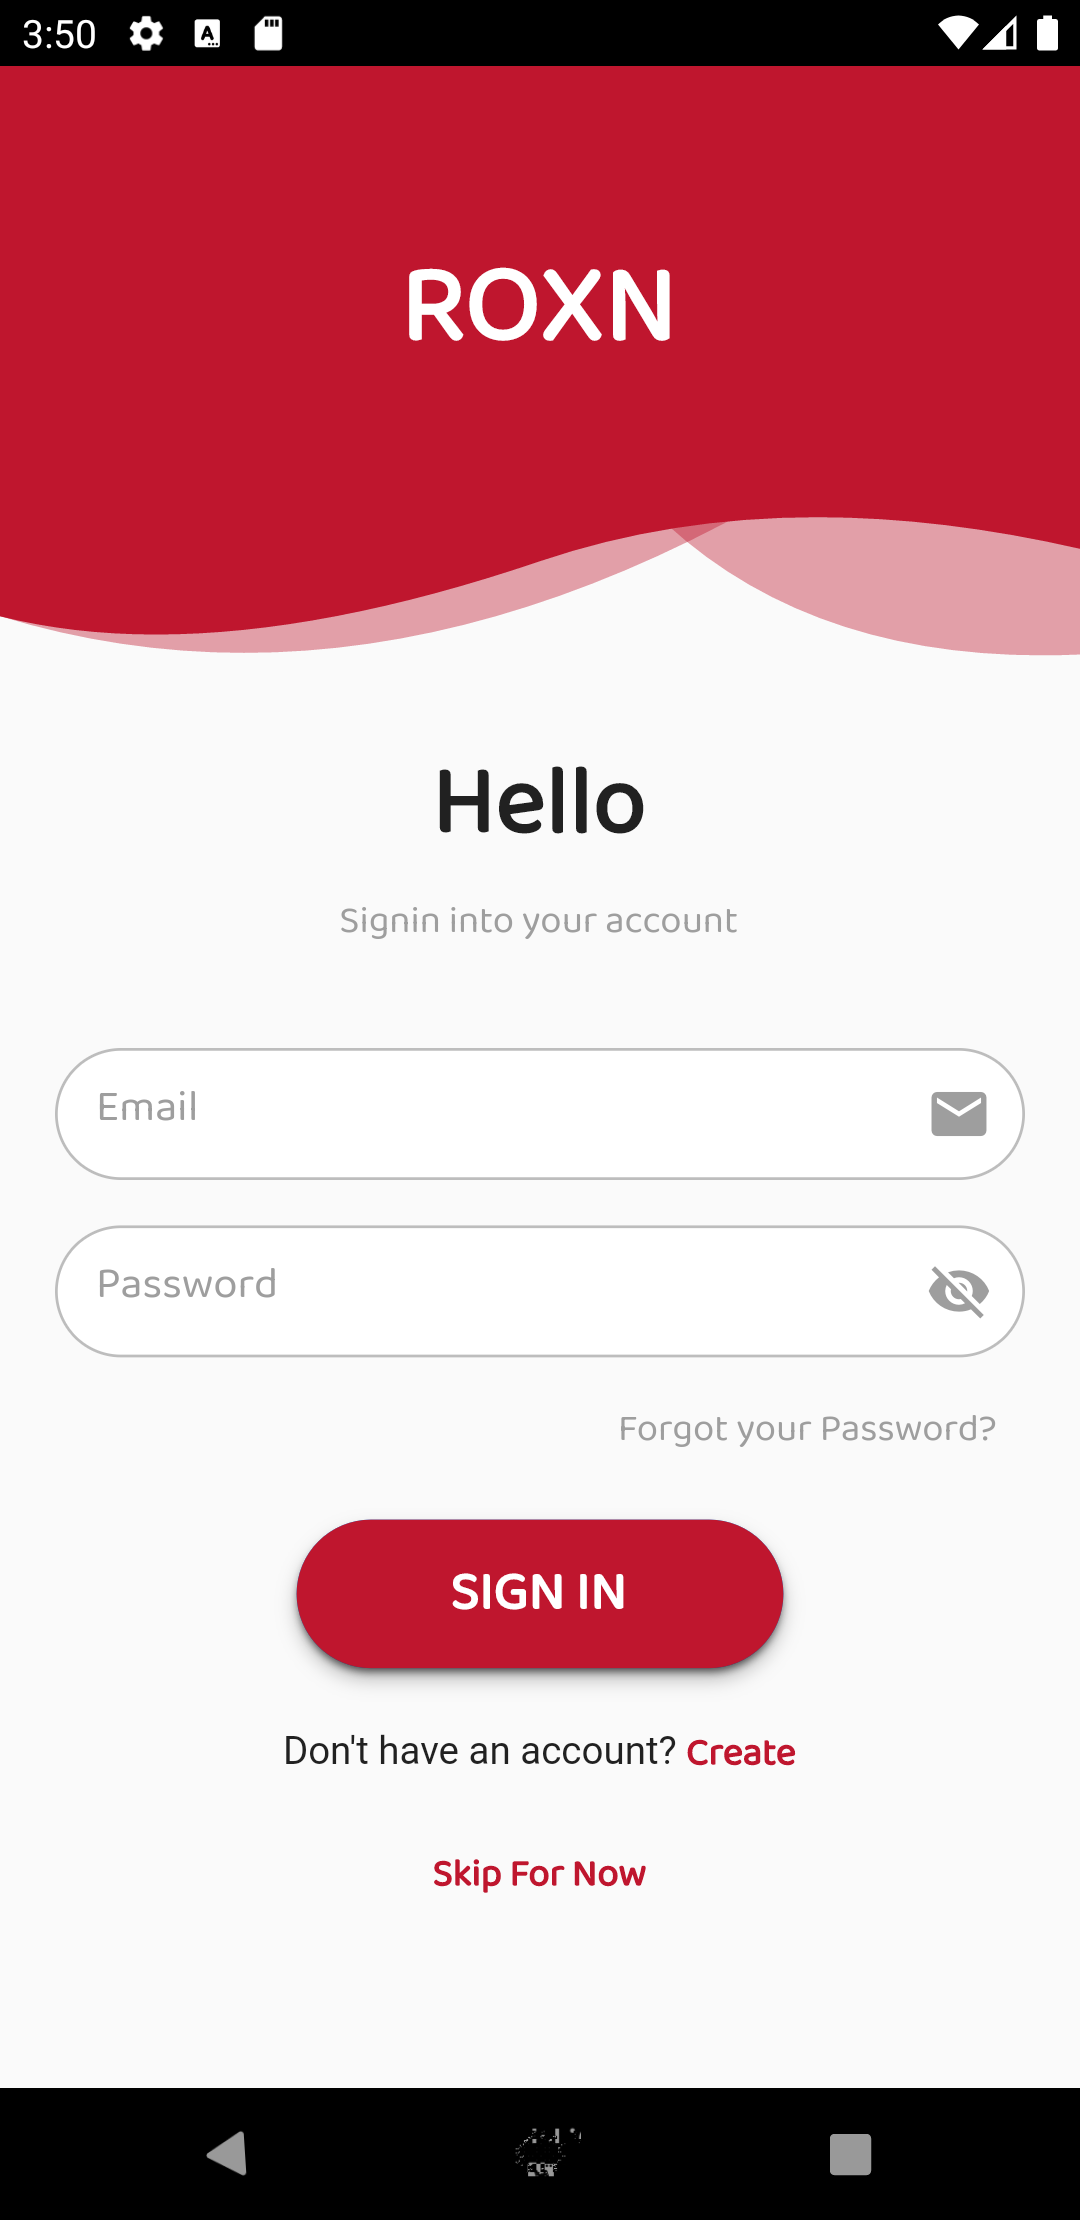 3:50
ROXN
Hello
Signin into your account
Email
Password
Forgot your Password?
SIGN IN
Don't have an account? Create
Skip For Now